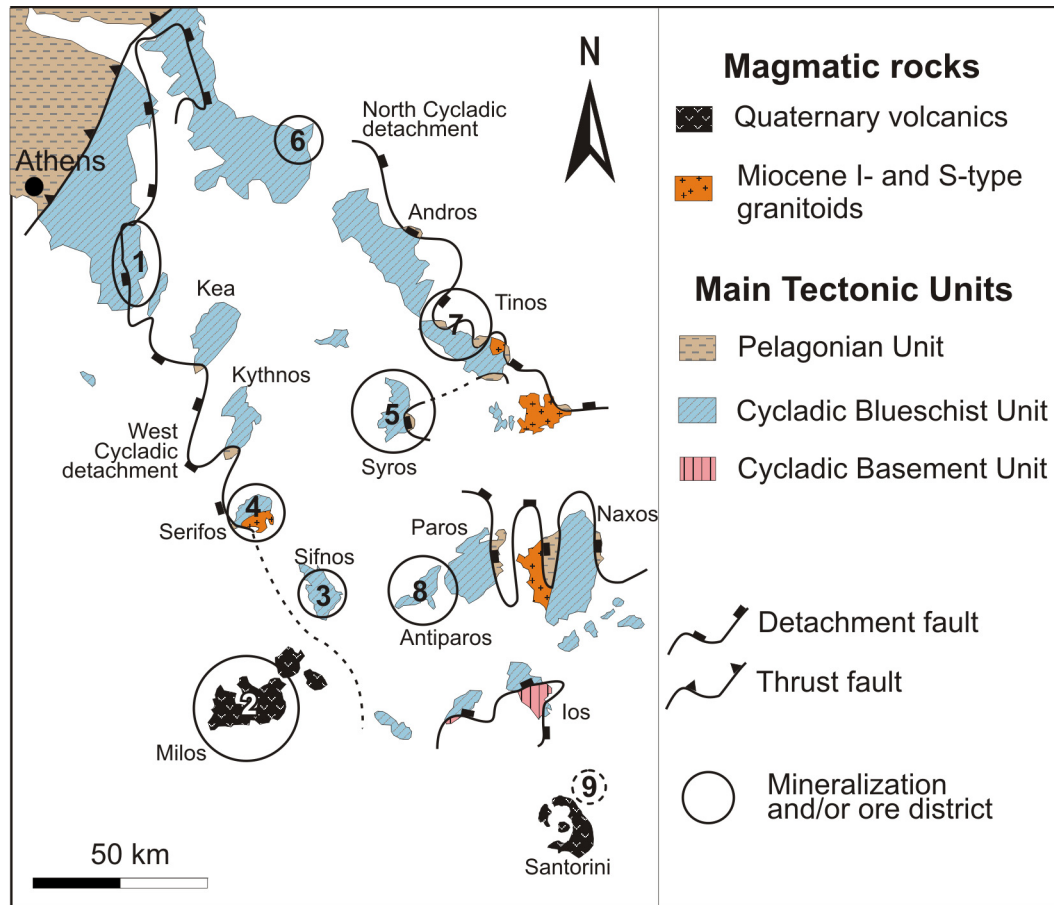 N
North Cycladic
detachment
6
Athens
Andros
1
Kea
7
Tinos
Kythnos
5
West
Cycladic
detachment
Syros
4
Serifos
Paros
Naxos
Sifnos
3
8
Antiparos
2
Milos
Ios
9
50 km
Santorini
Magmatic rocks
Quaternary volcanics
Miocene I- and S-type
granitoids
Main Tectonic Units
Pelagonian Unit
Cycladic Blueschist Unit
Cycladic Basement Unit
Detachment fault
Thrust fault
Mineralization
and/or ore district